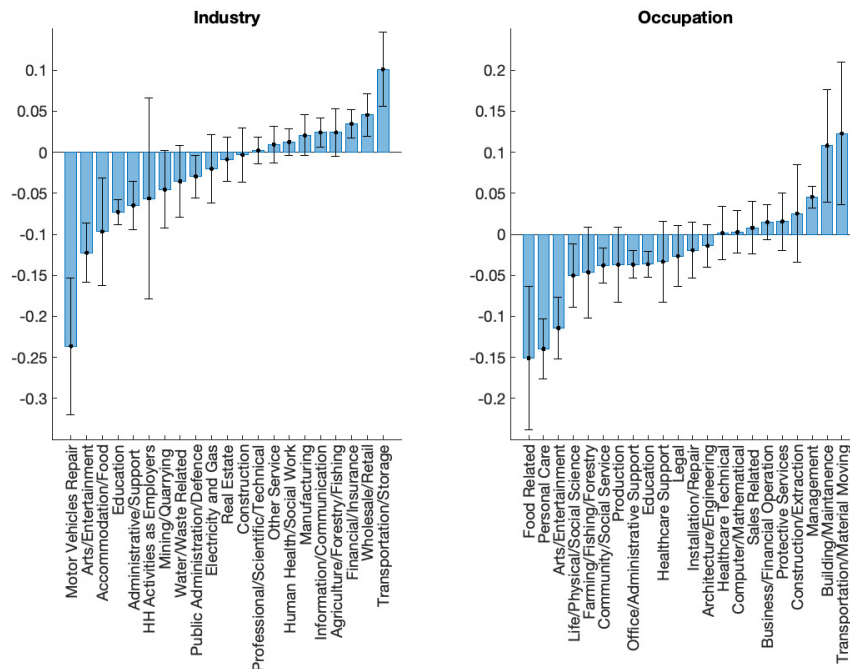 Industry
0.1
0.05
0
-0.05
-0.1
-0.15
-0.2
-0.25
-0.3
Motor Vehicles Repair
Arts/Entertainment
Accommodation/Food
Education
Administrative/Support
HH Activities as Employers
Mining/Quarrying
Water/Waste Related
Public Administration/Defence
Electricity and Gas
Real Estate
Construction
Professional/Scientific/Technical
Other Service
Human Health/Social Work
Manufacturing
Information/Communication
Agriculture/Forestry/Fishing
Financial/Insurance
Wholesale/Retail
Transportation/Storage
Occupation
0.2
0.15
0.1
0.05
0
-0.05
-0.1
-0.15
-0.2
Food Related
Personal Care
Arts/Entertainment
Life/Physical/Social Science
Farming/Fishing/Forestry
Community/Social Service
Production
Office/Administrative Support
Education
Healthcare Support
Legal
Installation/Repair
Architecture/Engineering
Healthcare Technical
Computer/Mathematical
Sales Related
Business/Financial Operation
Protective Services
Construction/Extraction
Management
Building/Maintanence
Transportation/Material Moving